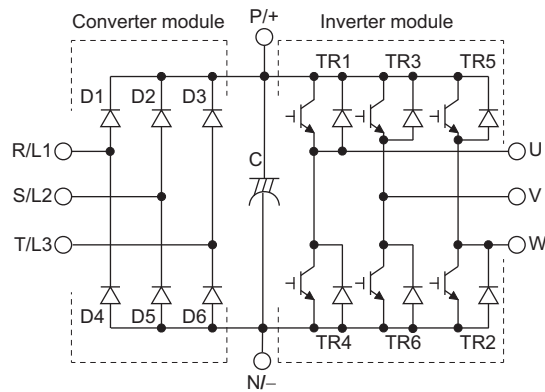 Converter module
P/+
Inverter module
D1
D2
D3
TR1
TR3
TR5
R/L1
C
U
S/L2
V
T/L3
W
D4
D5
D6
TR4
TR6
TR2
N/−